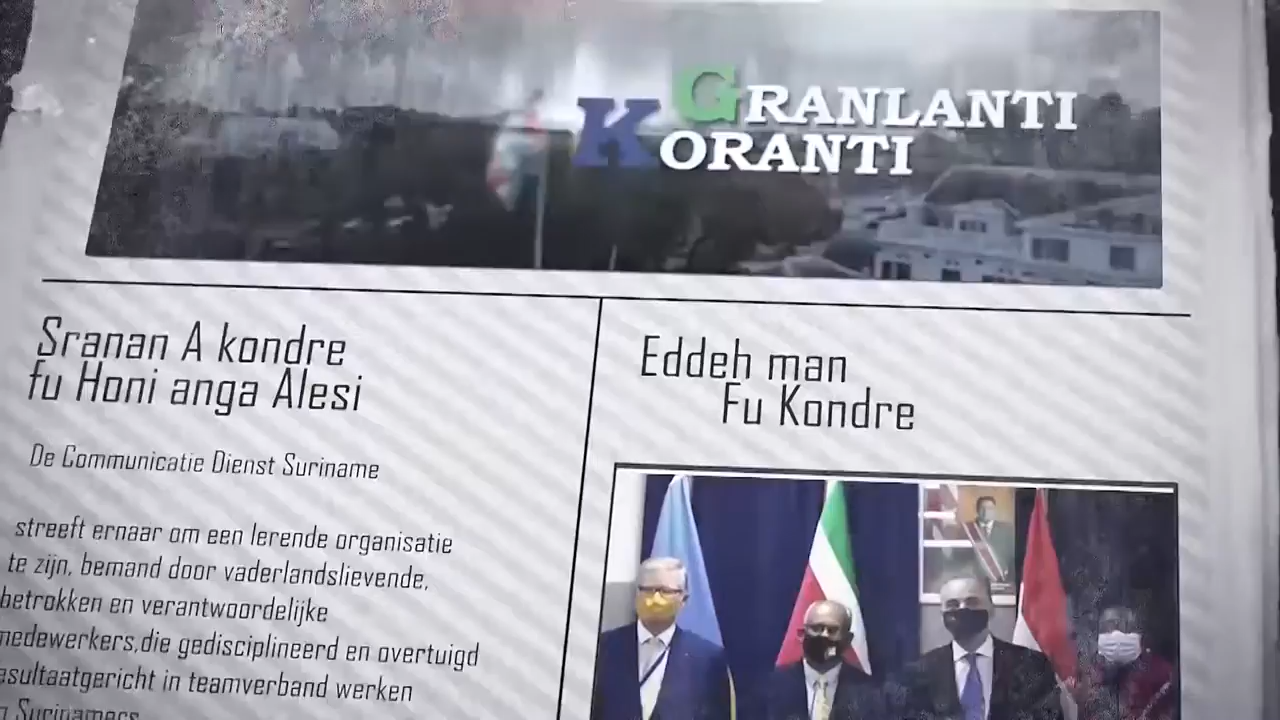 GRANLANTI
KORANTI
Sranan A kondre
fu Honi anga Alesi
De Communicatie Dienst Suriname
streeft ernaar om een lerende organisatie
te zijn, bemand door vaderlandslievende,
betrokken en verantwoordelijke
medewerkers,die gedisciplineerd en overtuigd
esultaatgericht in teamverband werken
Surinamers
Eddeh man
Fu Kondre